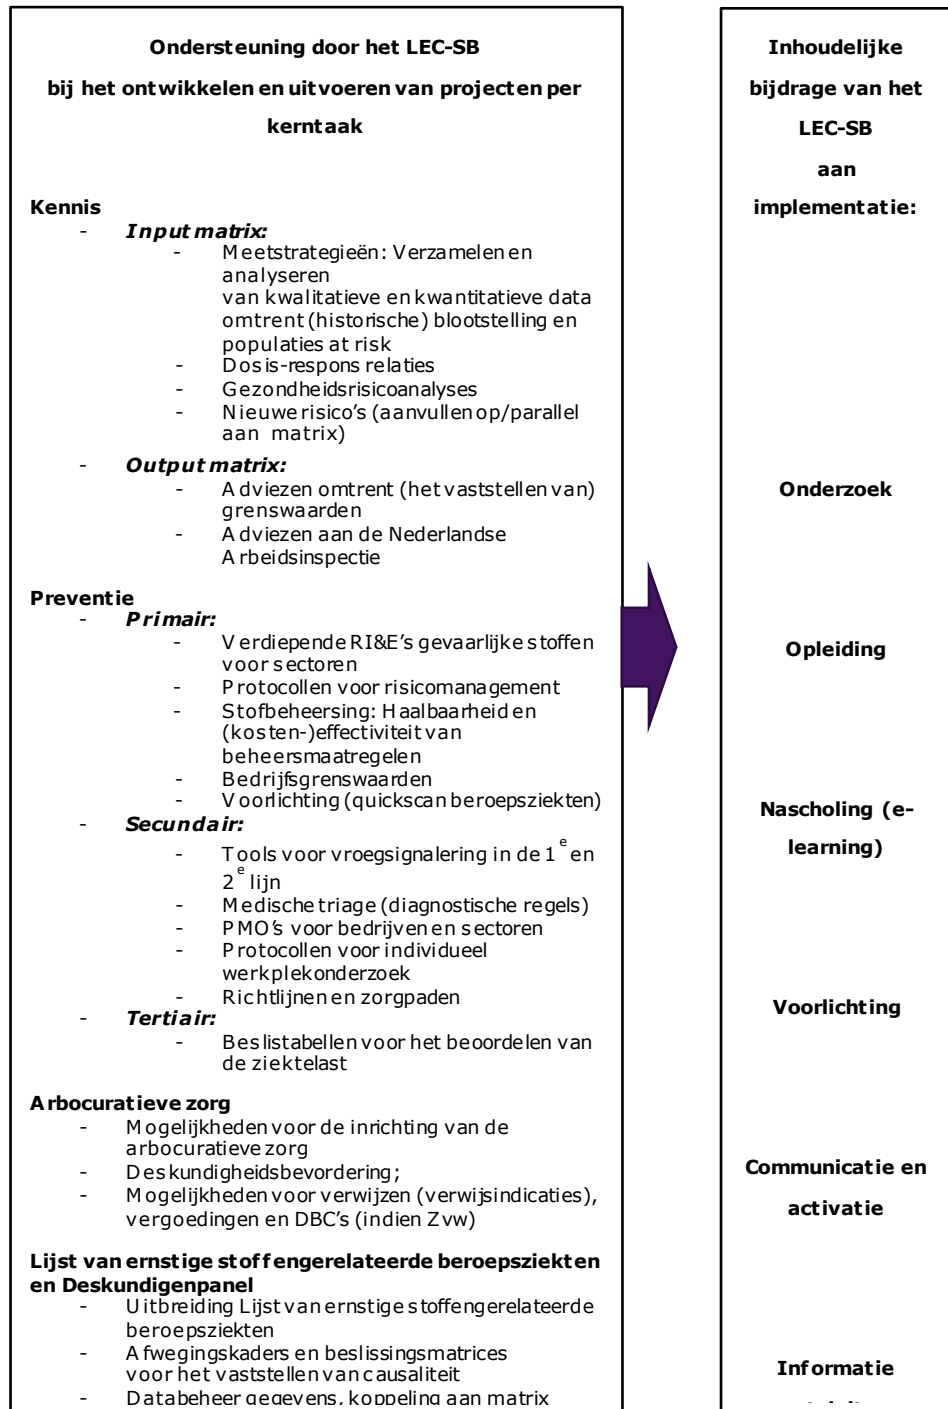 Ondersteuning door het LEC-SB
bij het ontwikkelen en uitvoeren van projecten per
kerntaak
Kennis
- Input matrix:
- Meetstrategieën: Verzamelen en
analyseren
van kwalitatieve en kwantitatieve data
omtrent (historische) blootstelling en
populaties at risk
- Dosis-respons relaties
- Gezondheidsrisicoanalyses
- Nieuwe risico's (aanvullen op/parallel
aan matrix)
- Output matrix:
- Adviezen omtrent (het vaststellen van)
grenswaarden
- Adviezen aan de Nederlandse
Arbeidsinspectie
Preventie
- Primair:
- Verdiepende RI&E's gevaarlijke stoffen
voor sectoren
- Protocollen voor risicomanagement
- Stofbeheersing: Haalbaarheid en
(kosten-)effectiviteit van
beheersmaatregelen
- Bedrijfsgrenswaarden
- Voorlichting (quickscan beroepsziekten)
- Secundair:
- Tools voor vroegsignalering in de 1e en
2e lijn
- Medische triage (diagnostische regels)
- PMO's voor bedrijven en sectoren
- Protocollen voor individueel
werkplekonderzoek
- Richtlijnen en zorgpaden
- Tertiair:
- Beslistabellen voor het beoordelen van
de ziektelast
Arbocuratieve zorg
- Mogelijkheden voor de inrichting van de
arbocuratieve zorg
- Deskundigheidsbevordering;
- Mogelijkheden voor verwijzen (verwijsindicaties),
vergoedingen en DBC's (indien Zvw)
Lijst van ernstige stoffengerelateerde beroepsziekten
en Deskundigenpanel
- Uitbreiding Lijst van ernstige stoffengerelateerde
beroepsziekten
- Afwegingskaders en beslissingsmatrices
voor het vaststellen van causaliteit
- Databeheer gegevens, koppeling aan matrix
Inhoudelijke
bijdrage van het
LEC-SB
aan
implementatie:
Onderzoek
Opleiding
Nascholing (e-
learning)
Voorlichting
Communicatie en
activatie
Informatie